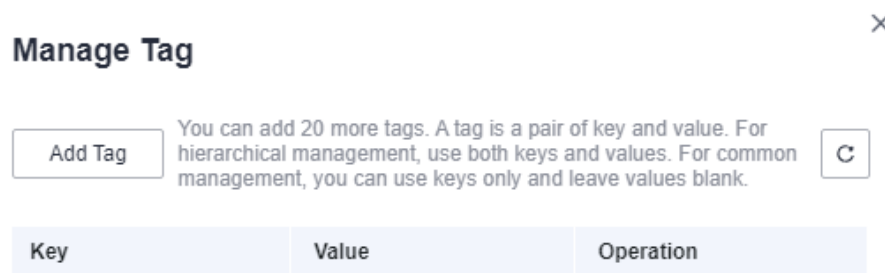 Manage Tag
Add Tag
You can add 20 more tags. A tag is a pair of key and value. For
hierarchical management, use both keys and values. For common
management, you can use keys only and leave values blank.
Key Value Operation